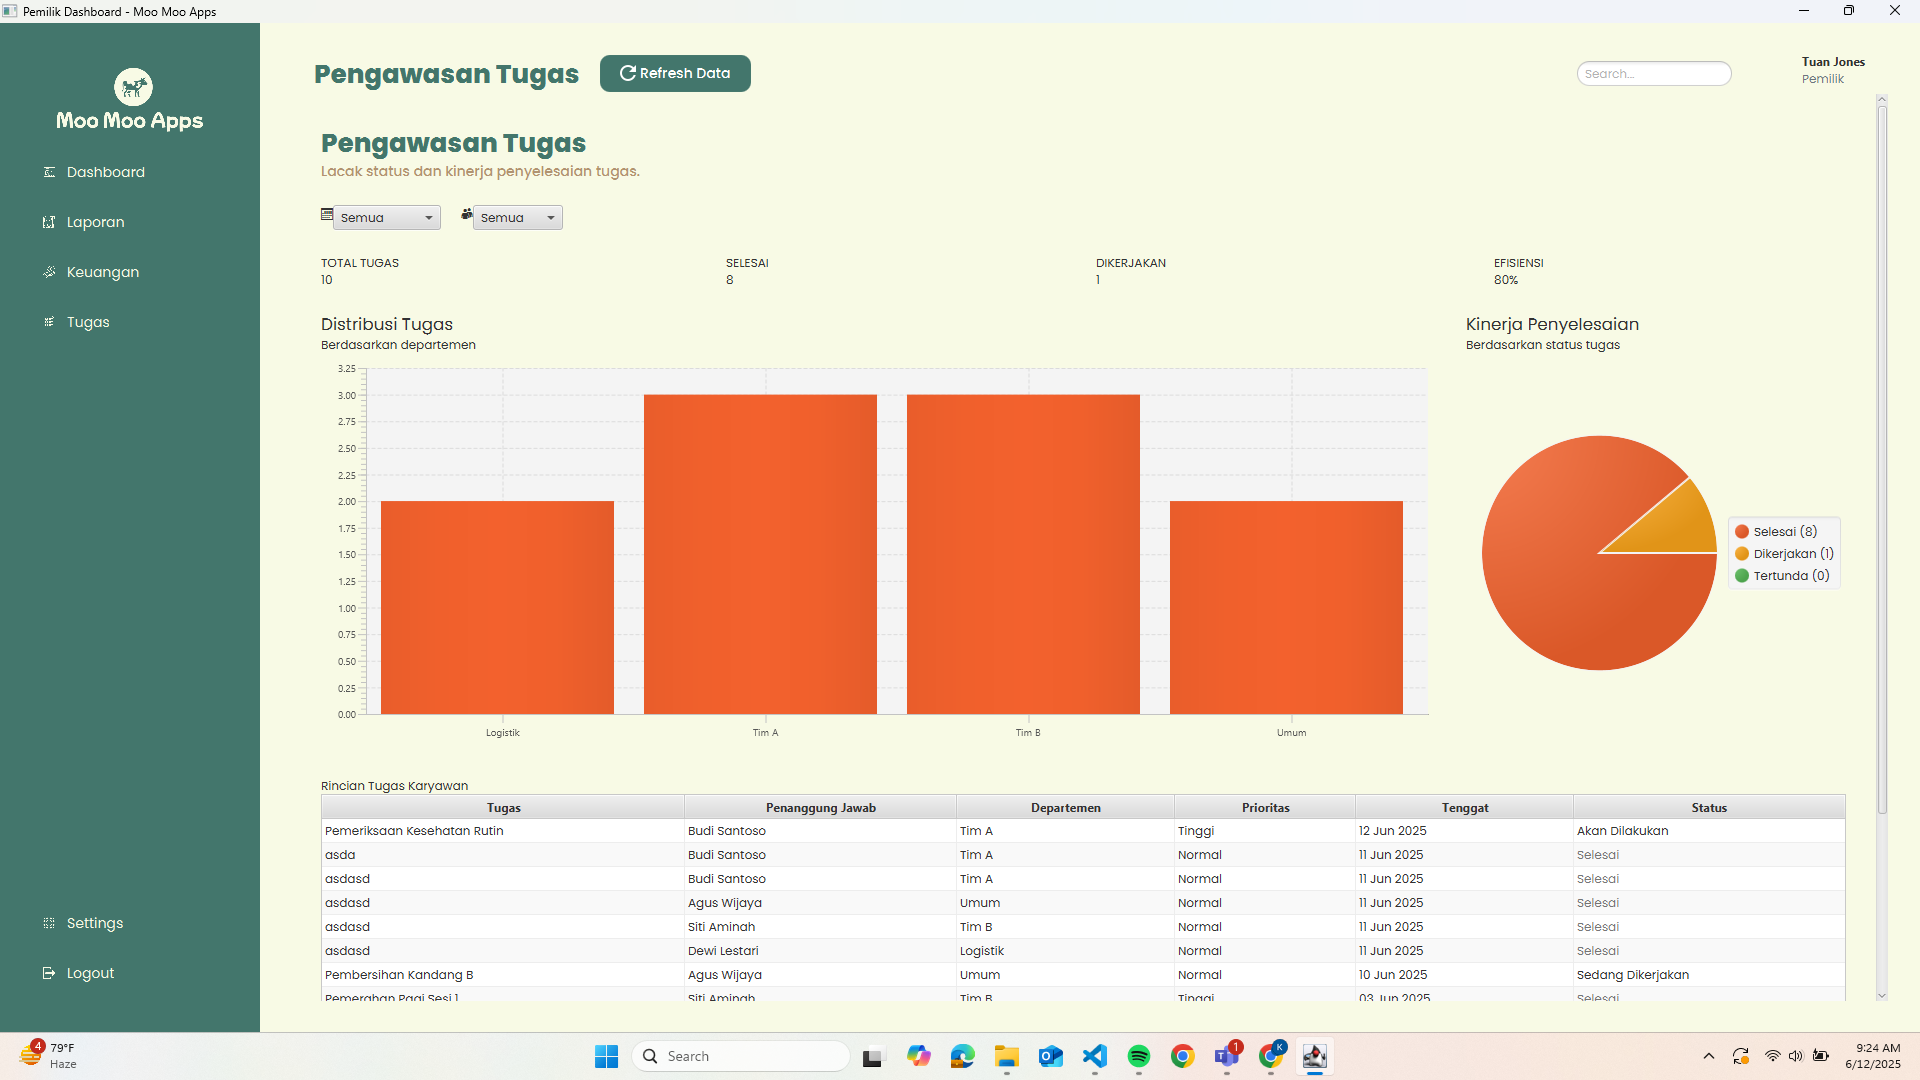 Pemilik Dashboard - Moo Moo Apps
Moo Moo Apps
Dashboard
Laporan
Keuangan
Tugas
Settings
Logout
Pengawasan Tugas
Refresh Data
Search...
Tuan Jones
Pemilik
Pengawasan Tugas
Lacak status dan kinerja penyelesaian tugas.
Semua
Semua
TOTAL TUGAS
10
SELESAI
8
DIKERJAKAN
1
EFISIENSI
80%
Distribusi Tugas
Berdasarkan departemen
3.25
3.00
2.75
2.50
2.25
2.00
1.75
1.50
1.25
1.00
0.75
0.50
0.25
0.00
Logistik
Tim A
Tim B
Umum
Kinerja Penyelesaian
Berdasarkan status tugas
Selesai (8)
Dikerjakan (1)
Tertunda (0)
Rincian Tugas Karyawan
Tugas Penanggung Jawab Departemen Prioritas Tenggat Status
Pemeriksaan Kesehatan Rutin Budi Santoso Tim A Tinggi 12 Jun 2025 Akan Dilakukan
asda Budi Santoso Tim A Normal 11 Jun 2025 Selesai
asdasd Budi Santoso Tim A Normal 11 Jun 2025 Selesai
asdasd Agus Wijaya Umum Normal 11 Jun 2025 Selesai
asdasd Siti Aminah Tim B Normal 11 Jun 2025 Selesai
asdasd Dewi Lestari Logistik Normal 11 Jun 2025 Selesai
Pembersihan Kandang B Agus Wijaya Umum Normal 10 Jun 2025 Sedang Dikerjakan
Pemerahan Pagi Sesi 1 Siti Aminah Tim B Tinggi 03 Jun 2025 Selesai
4
79°F
Haze
Search
1
K
9:24 AM
6/12/2025